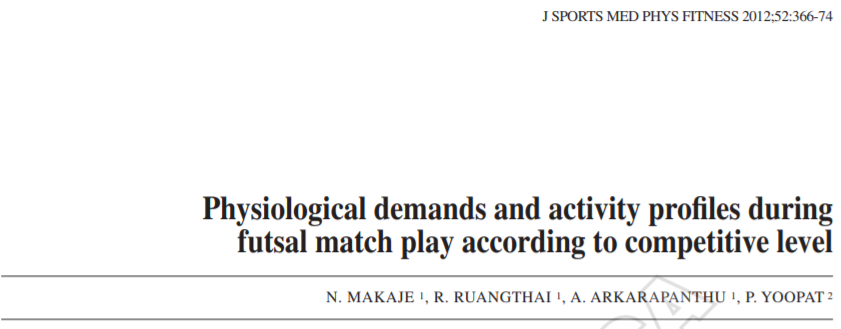 J SPORTS MED PHYS FITNESS 2012;52:366-74
Physiological demands and activity profiles during
futsal match play according to competitive level
N. MAKAJE 1, R. RUANGTHAI 1, A. ARKARAPANTHU 1, P. YOOPAT 2